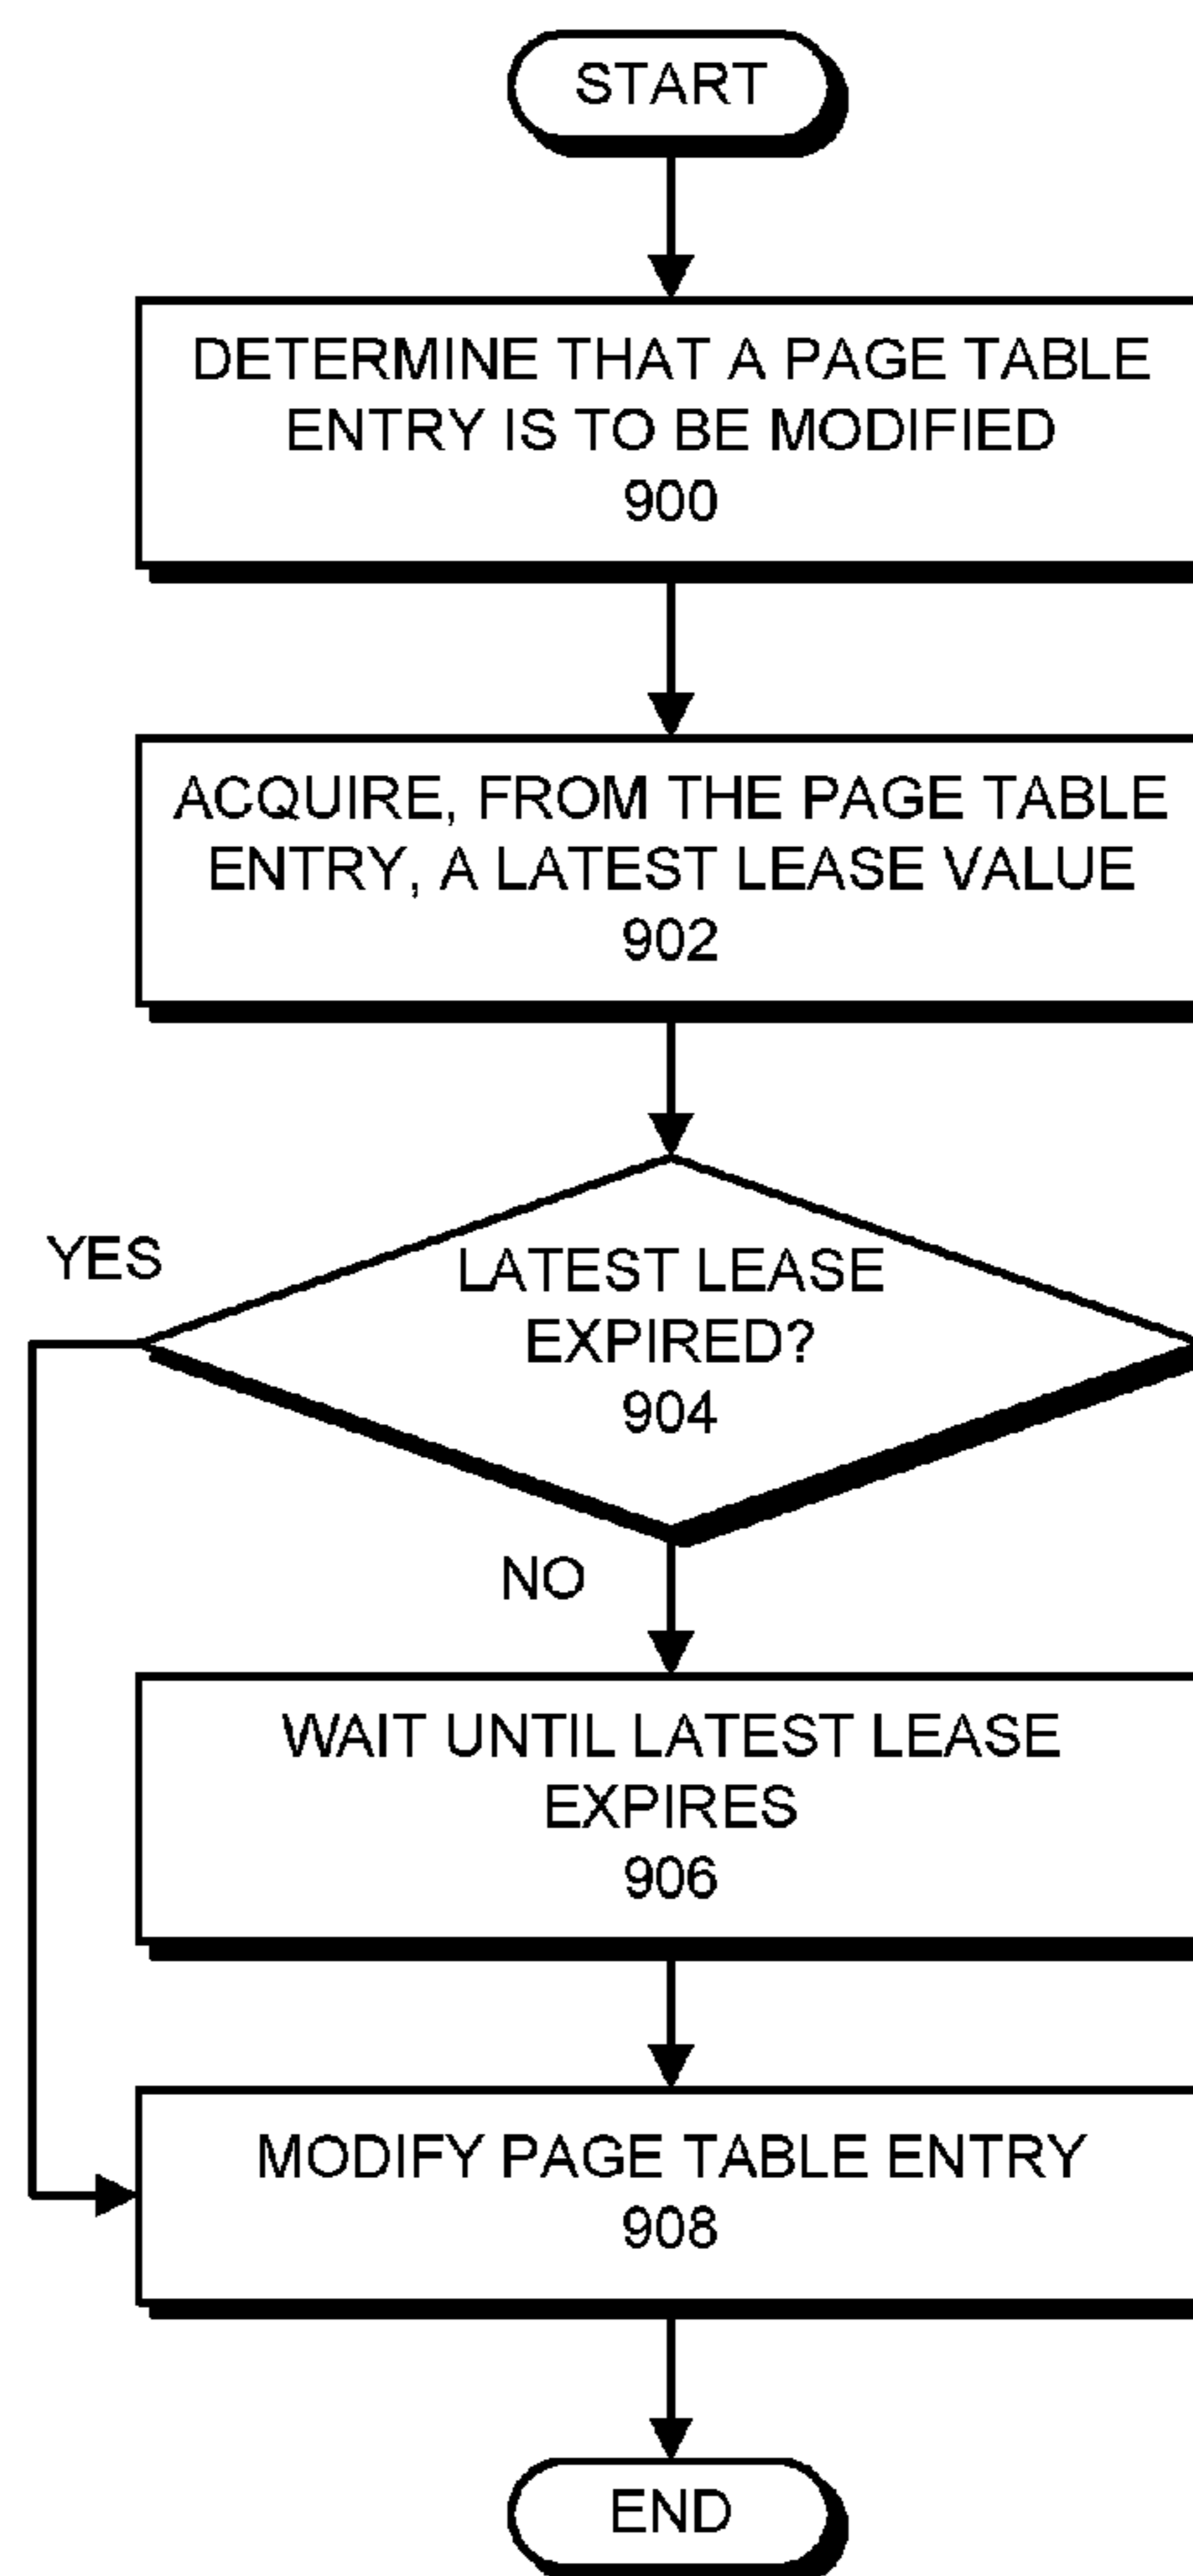 START
DETERMINE THAT A PAGE TABLE
ENTRY IS TO BE MODIFIED
900
ACQUIRE, FROM THE PAGE TABLE
ENTRY, A LATEST LEASE VALUE
902
YES
LATEST LEASE
EXPIRED?
904
NO
WAIT UNTIL LATEST LEASE
EXPIRES
906
MODIFY PAGE TABLE ENTRY
908
END